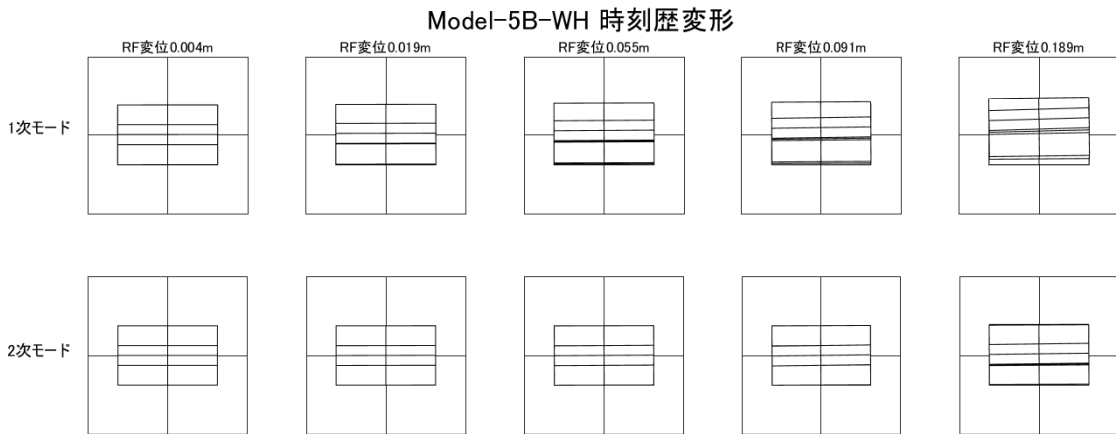 Model-5B-WH 時刻歴変形
RF変位0.004m
RF変位0.019m
RF変位0.055m
RF変位0.091m
RF変位0.189m
1次モード
2次モード